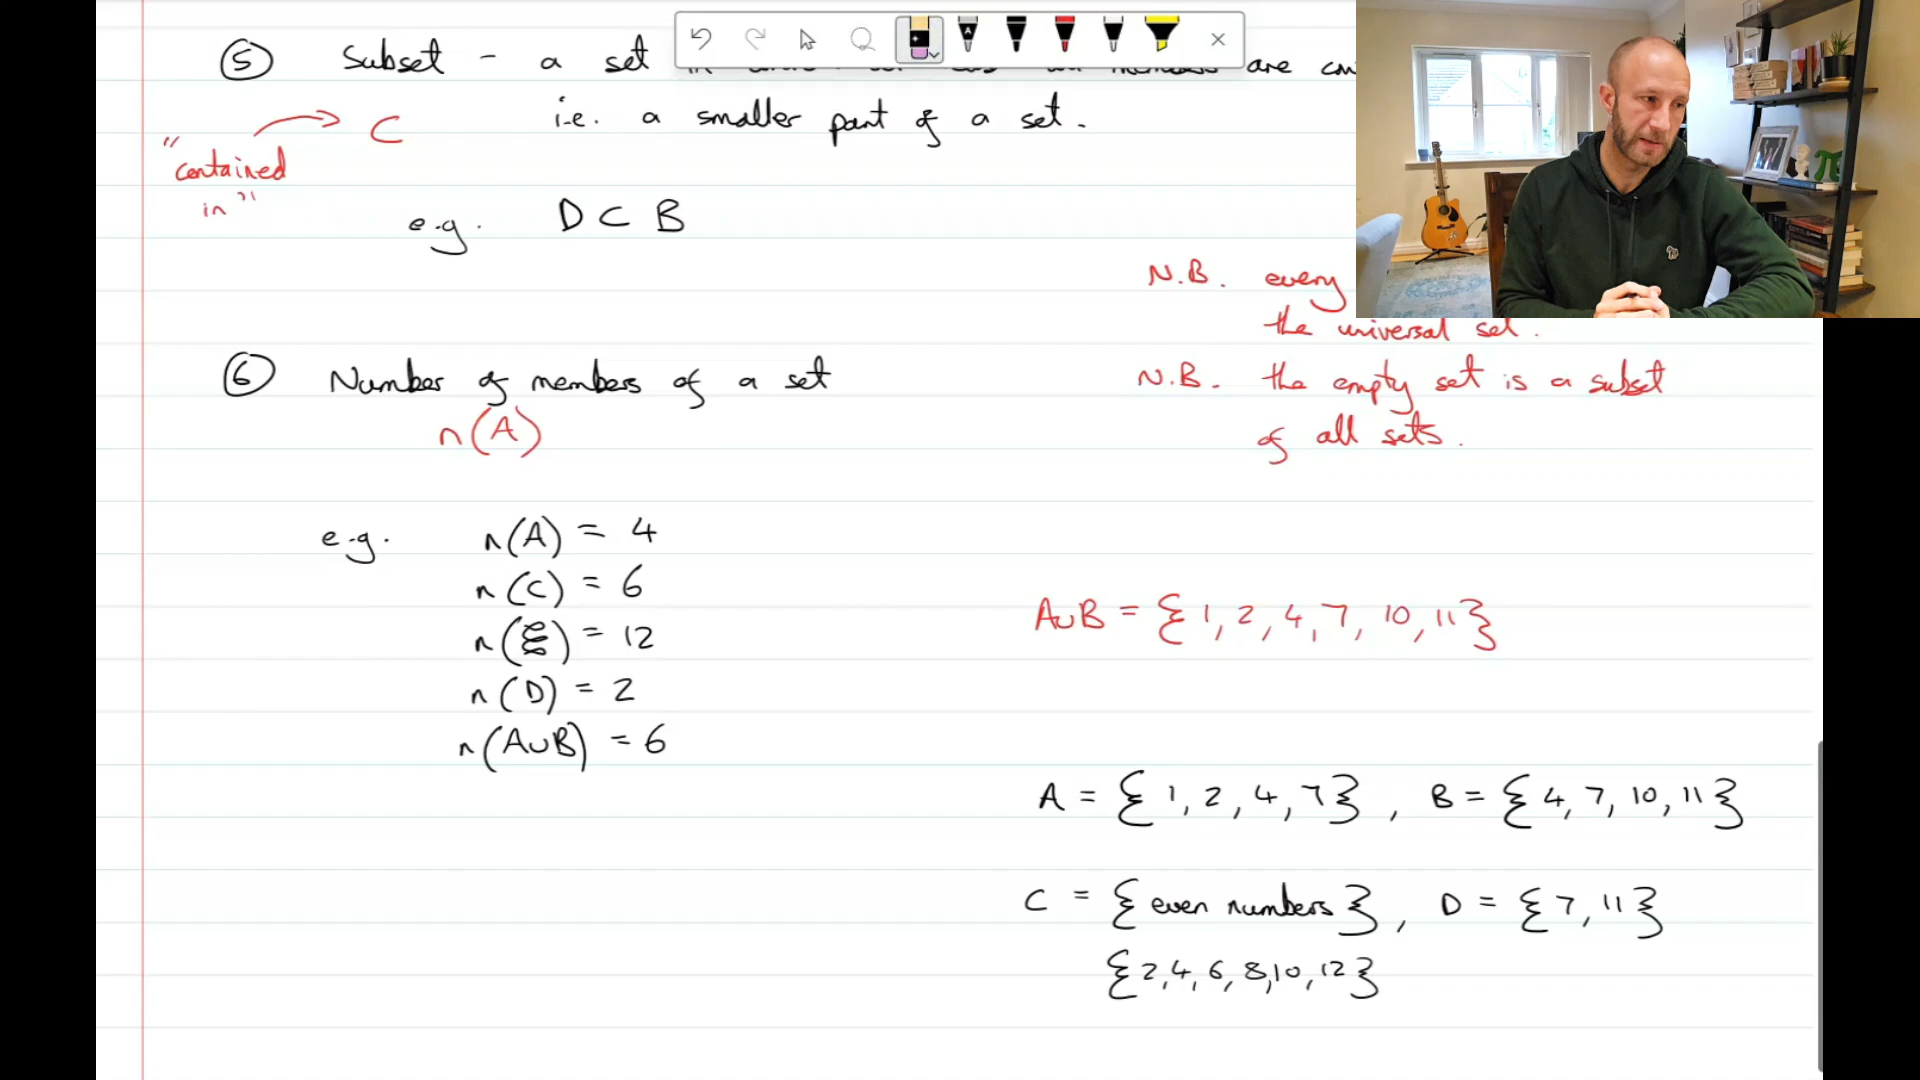 ⑤ Subset - a set are
"contained in" → ⊂ i.e. a smaller part of a set.
e.g. D ⊂ B
N.B. every
the universal set.
⑥ Number of members of a set
n(A)
N.B. the empty set is a subset
of all sets.
e.g. n(A) = 4
n(C) = 6
n(ξ) = 12
n(D) = 2
n(A∪B) = 6
A∪B = {1, 2, 4, 7, 10, 11}
A = {1, 2, 4, 7}, B = {4, 7, 10, 11}
C = {even numbers}, D = {7, 11}
{2, 4, 6, 8, 10, 12}